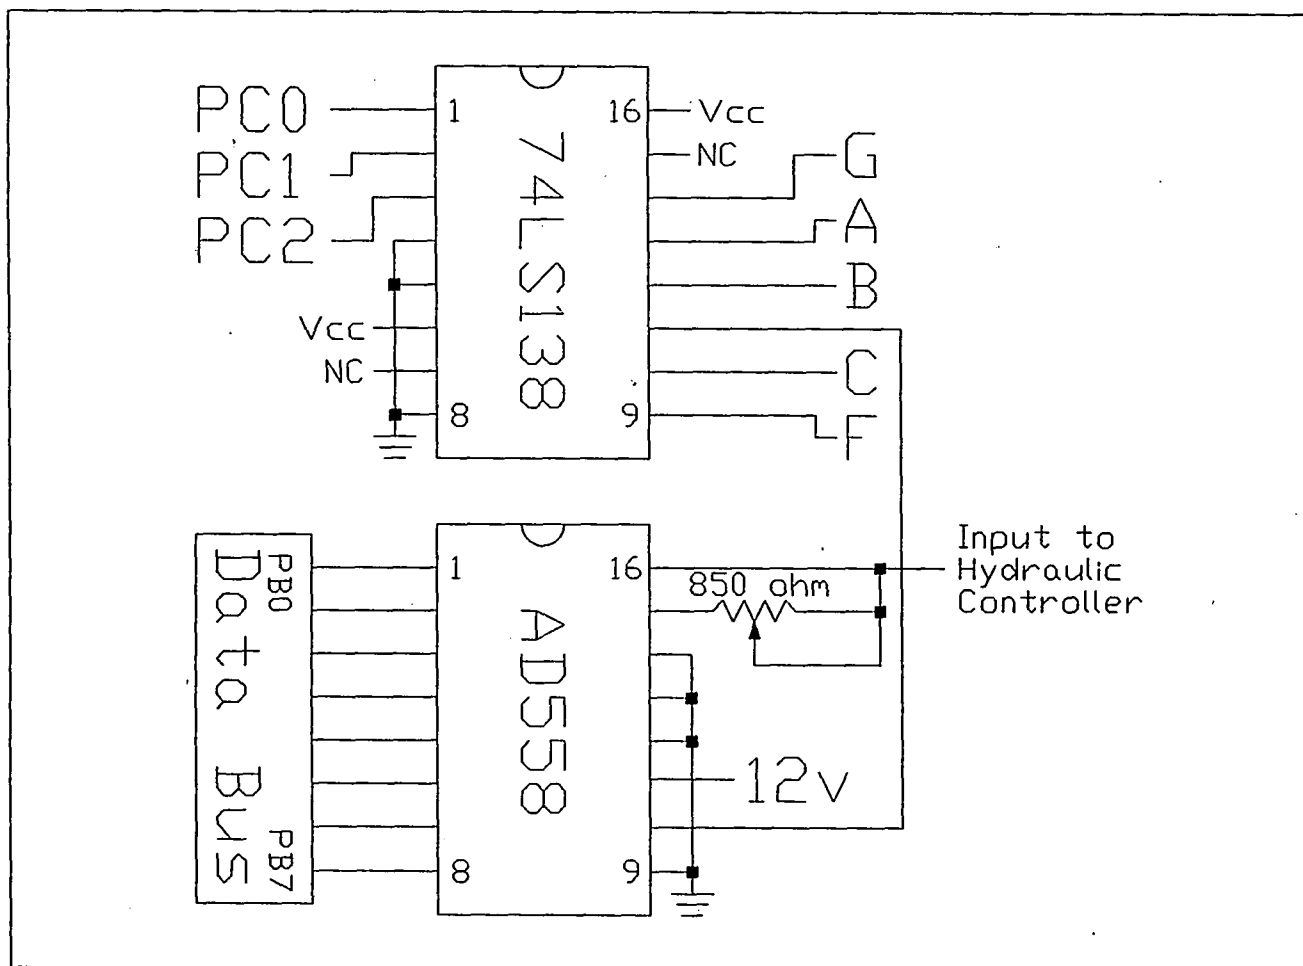 PC0
PC1
PC2
Vcc
NC
1
8
74LS138
16
9
Vcc
NC
G
A
B
C
F
Data Bus
PB0
PB7
1
8
AD558
16
9
850 ohm
12v
Input to
Hydraulic
Controller